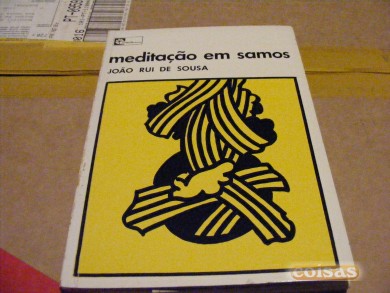 meditação em samos
JOÃO RUI DE SOUSA
coisas